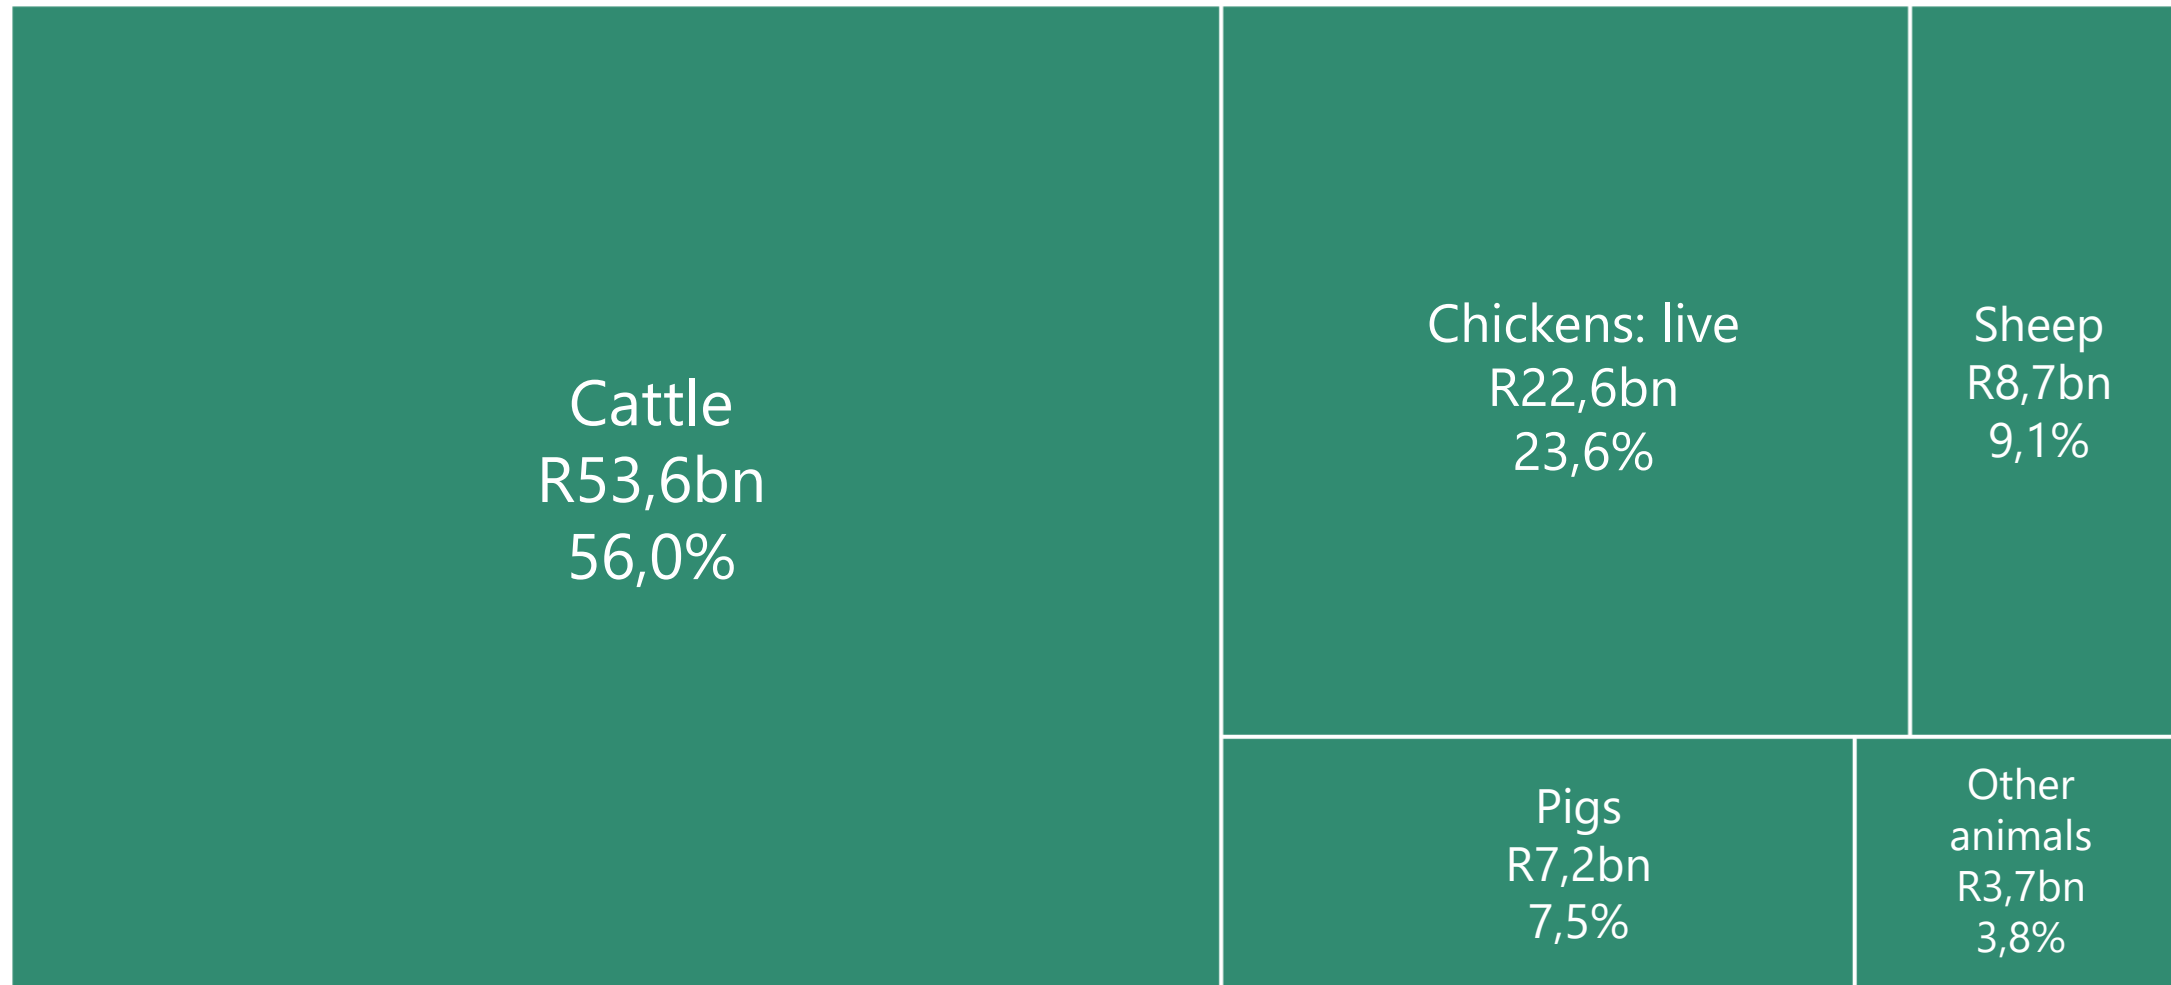 Cattle
R53,6bn
56,0%
Chickens: live
R22,6bn
23,6%
Sheep
R8,7bn
9,1%
Pigs
R7,2bn
7,5%
Other
animals
R3,7bn
3,8%